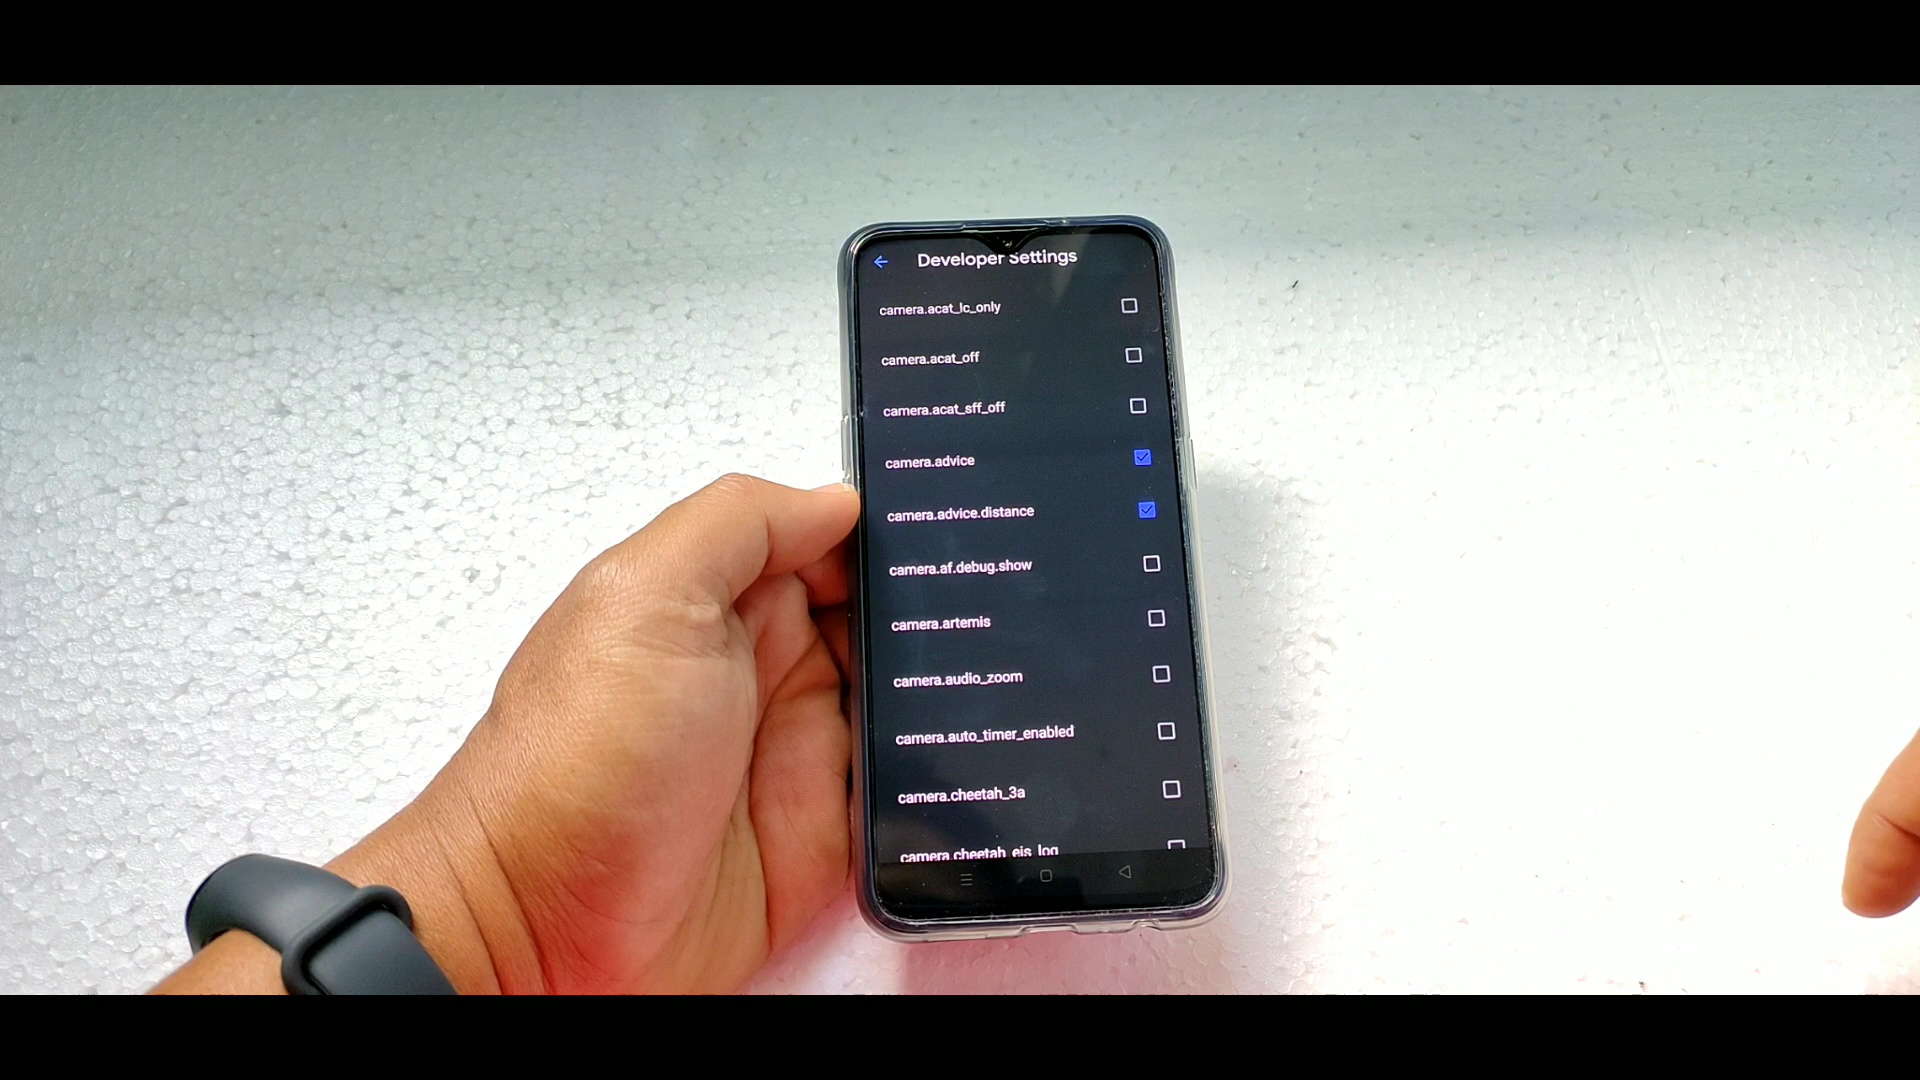 Developer Settings
camera.acat_lc_only
camera.acat_off
camera.acat_sff_off
camera.advice
camera.advice.distance
camera.af.debug.show
camera.artemis
camera.audio_zoom
camera.auto_timer_enabled
camera.cheetah_3a
camera.cheetah_eis_log